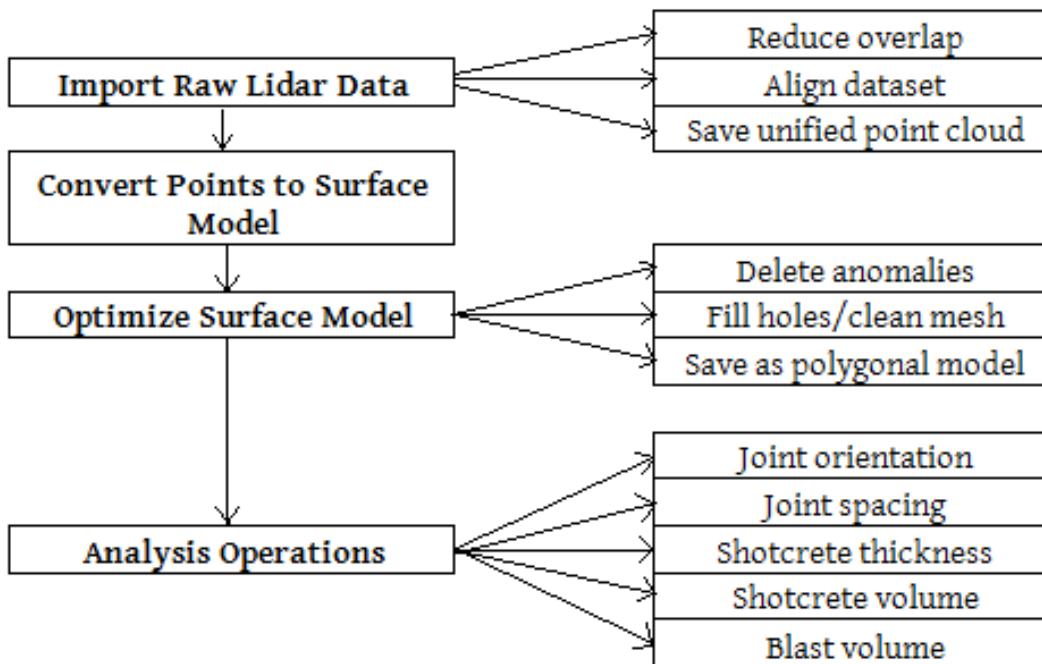 Reduce overlap
Import Raw Lidar Data
Align dataset
Save unified point cloud
Convert Points to Surface
Model
Delete anomalies
Optimize Surface Model
Fill holes/clean mesh
Save as polygonal model
Joint orientation
Joint spacing
Analysis Operations
Shotcrete thickness
Shotcrete volume
Blast volume